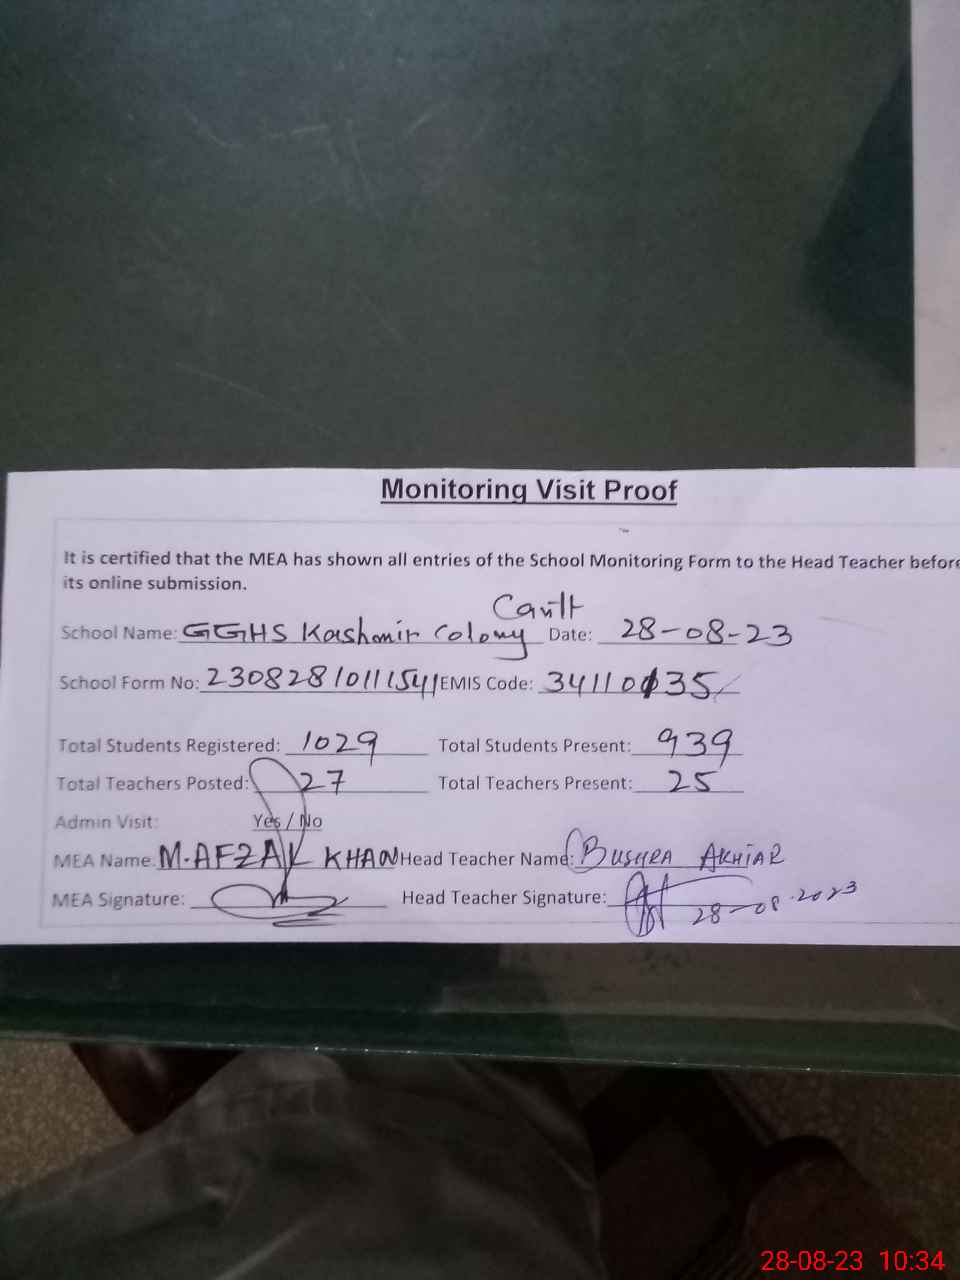 Monitoring Visit Proof
It is certified that the MEA has shown all entries of the School Monitoring Form to the Head Teacher before
its online submission.
Cantt
School Name: GGHS Kashmir Colony Date: 28-08-23
School Form No: 23082810111541 EMIS Code: 34110135
Total Students Registered: 1029 Total Students Present: 939
Total Teachers Posted: 27 Total Teachers Present: 25
Admin Visit: Yes / No
MEA Name: M. AFZAL KHAN Head Teacher Name: BUSHRA AKHTAR
MEA Signature: Head Teacher Signature: 28-08-2023
28-08-23 10:34